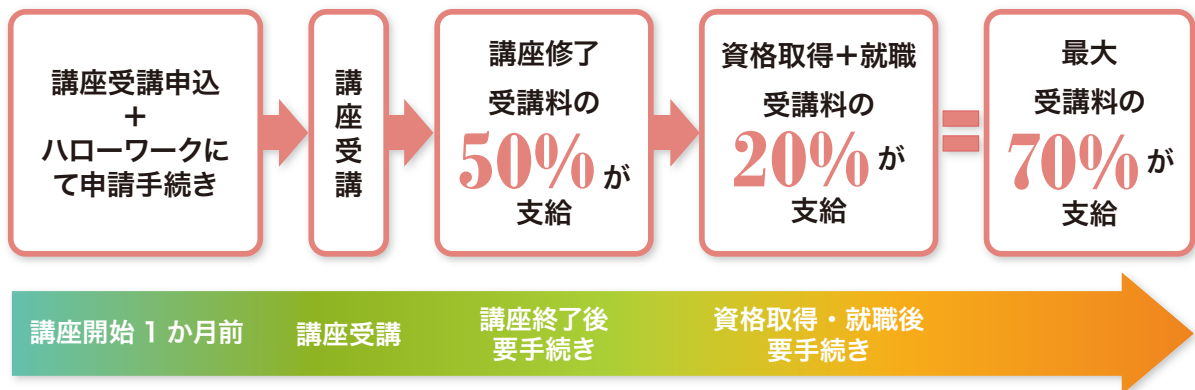 講座受講申込
+
ハローワークに
て申請手続き
講座受講
講座修了
受講料の
50%が
支給
資格取得+就職
受講料の
20%が
支給
=
最大
受講料の
70%が
支給
講座開始1か月前
講座受講
講座終了後
要手続き
資格取得・就職後
要手続き